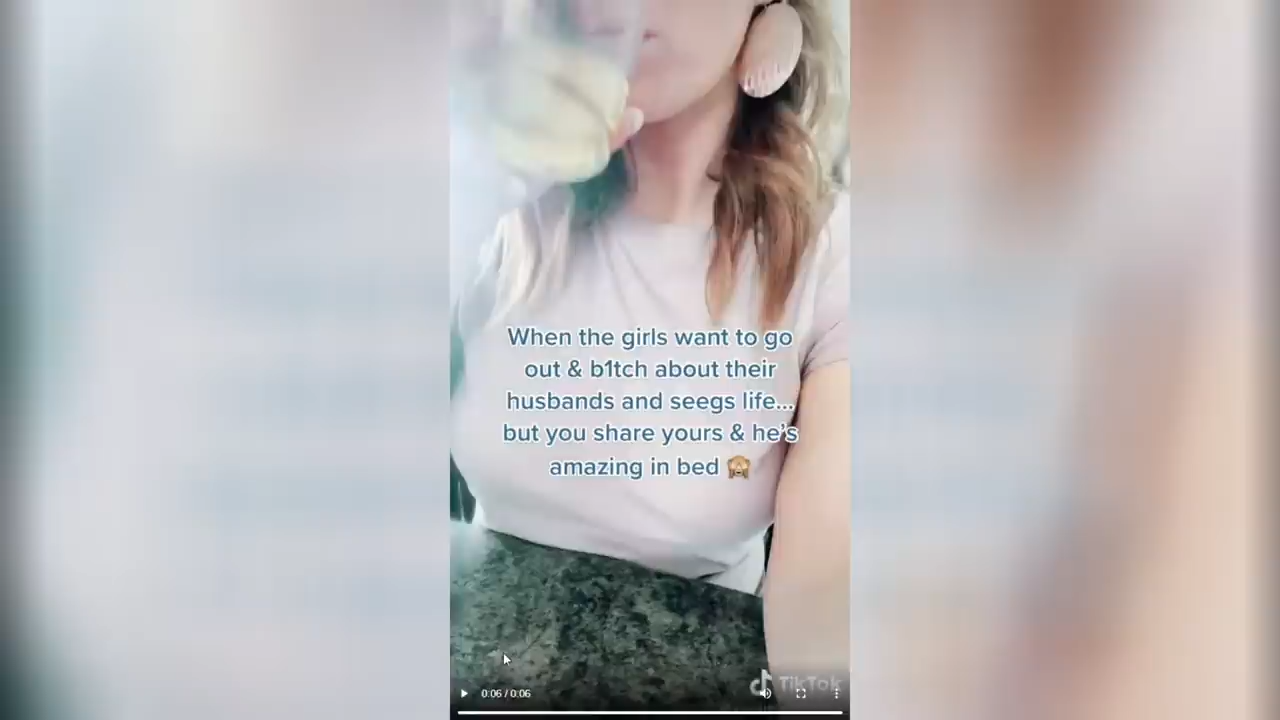 When the girls want to go
out & b1tch about their
husbands and seegs life...
but you share yours & he's
amazing in bed 🙈
TikTok
0:06 / 0:06